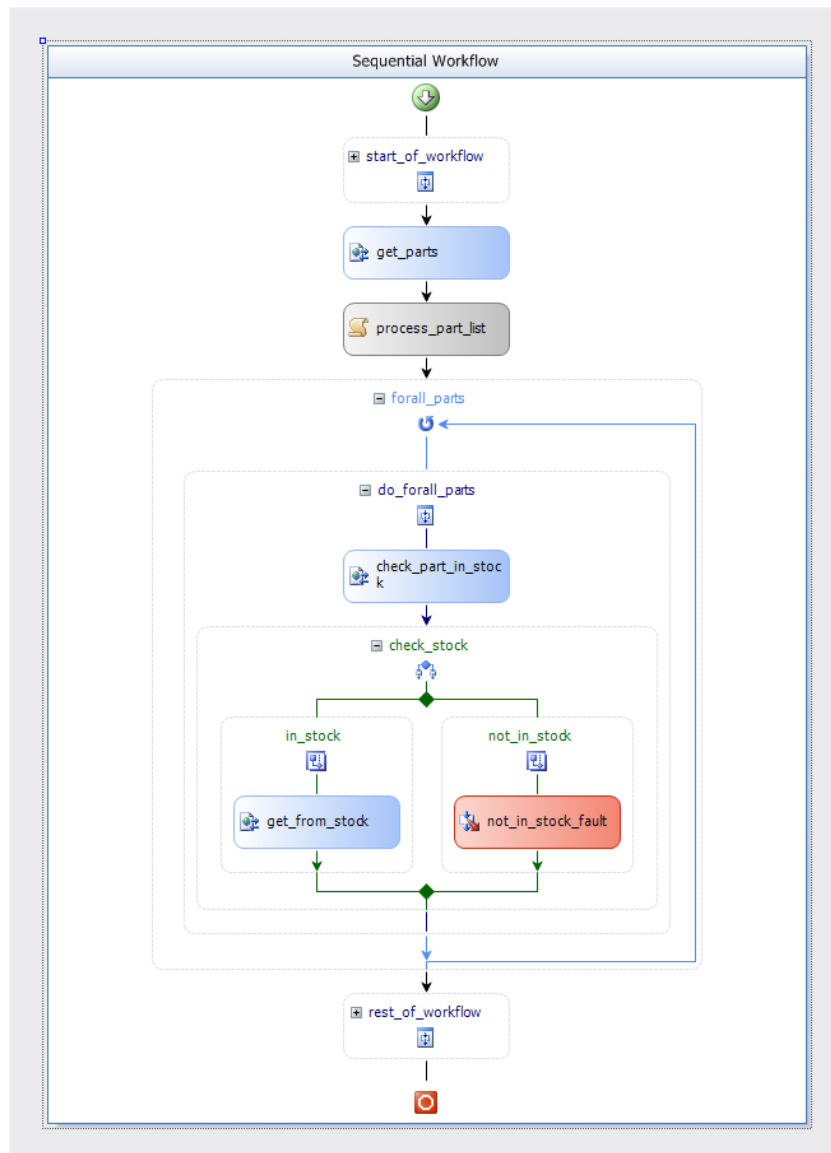 Sequential Workflow
start_of_workflow
get_parts
process_part_list
forall_parts
do_forall_parts
check_part_in_stoc
k
check_stock
in_stock
not_in_stock
get_from_stock
not_in_stock_fault
rest_of_workflow